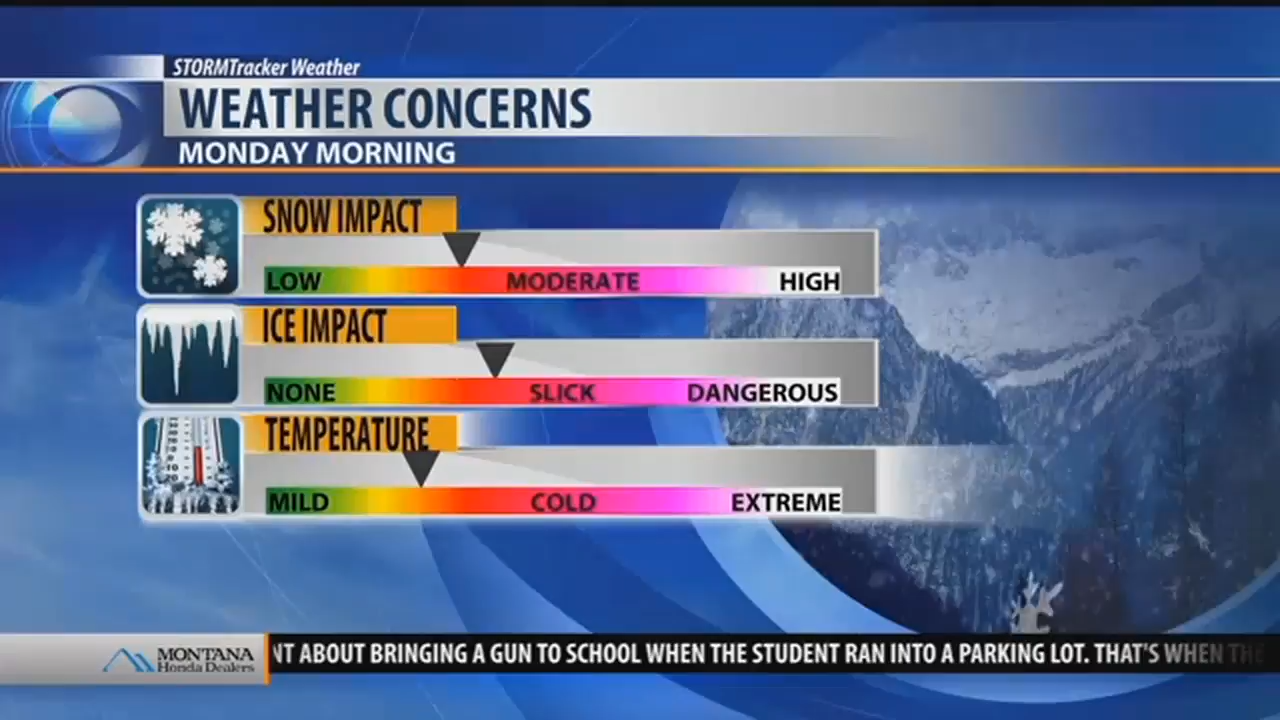 STORMTracker Weather
WEATHER CONCERNS
MONDAY MORNING
SNOW IMPACT
LOW MODERATE HIGH
ICE IMPACT
NONE SLICK DANGEROUS
TEMPERATURE
MILD COLD EXTREME
MONTANA
Honda Dealers
NT ABOUT BRINGING A GUN TO SCHOOL WHEN THE STUDENT RAN INTO A PARKING LOT. THAT'S WHEN THE